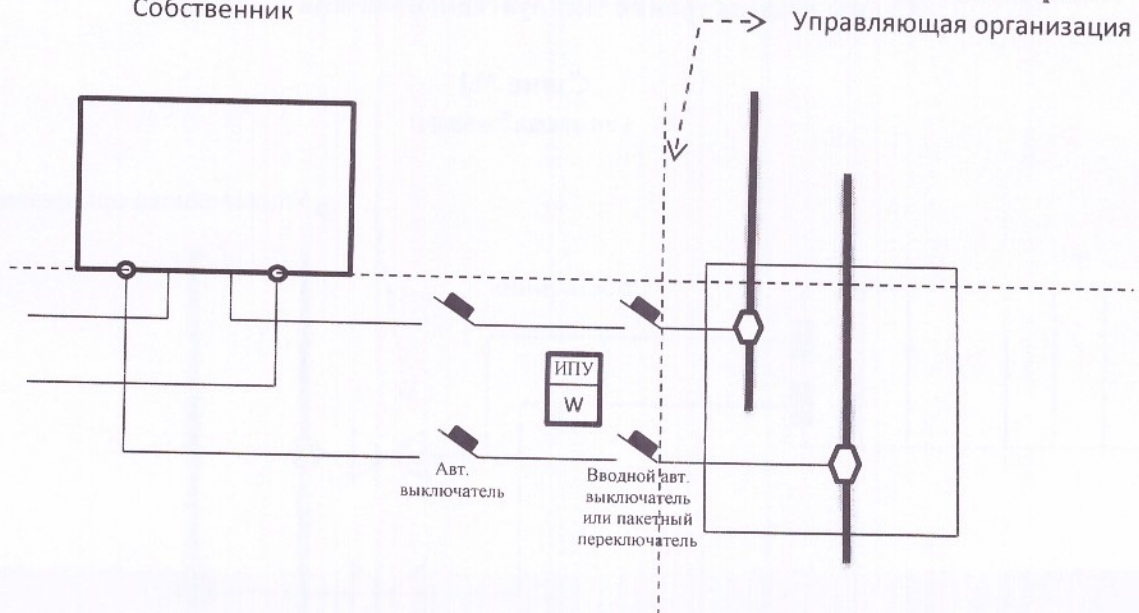 Собственник
Управляющая организация
ИПУ
W
Авт.
выключатель
Вводной авт.
выключатель
или пакетный
переключатель